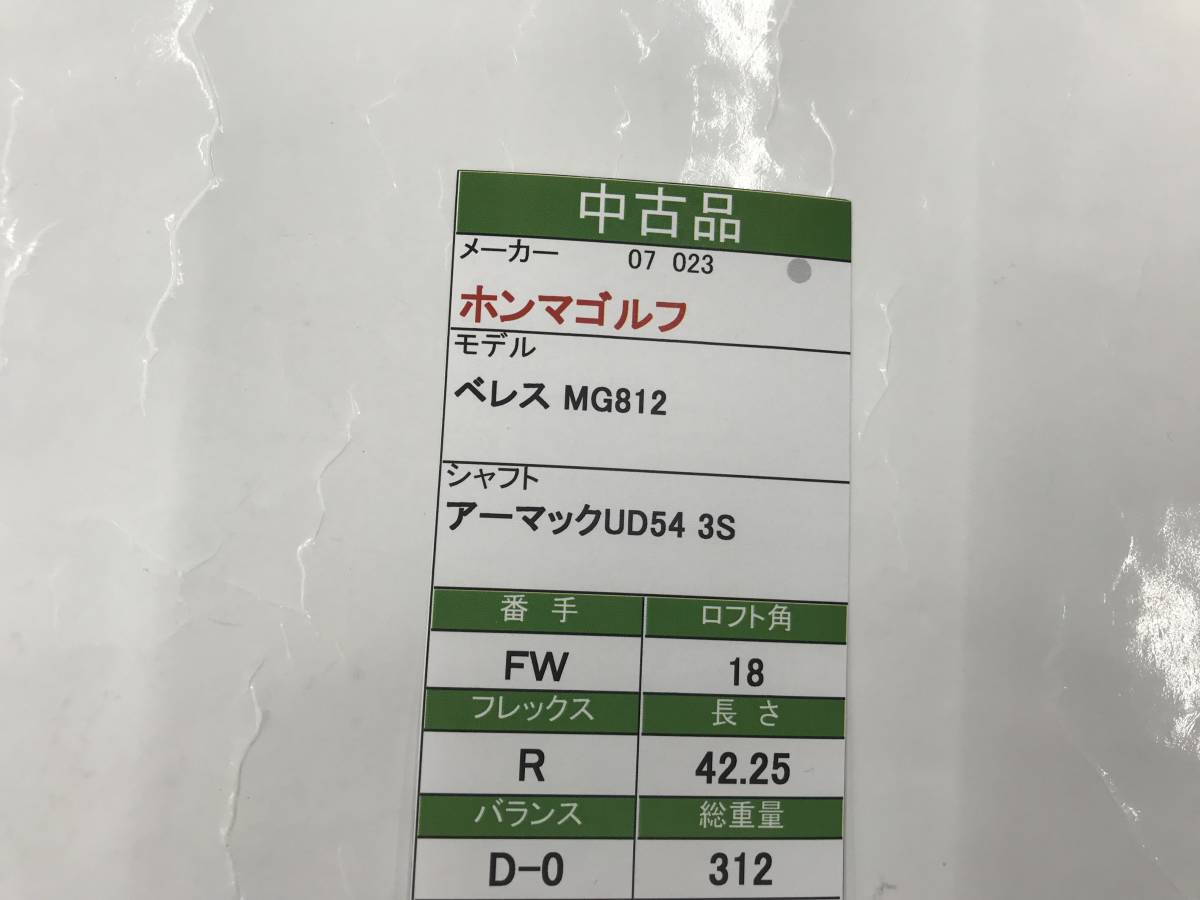 中古品
メーカー 07 023
ホンマゴルフ
モデル
ベレス MG812
シャフト
アーマックUD54 3S
番手 ロフト角
FW 18
フレックス 長さ
R 42.25
バランス 総重量
D-0 312